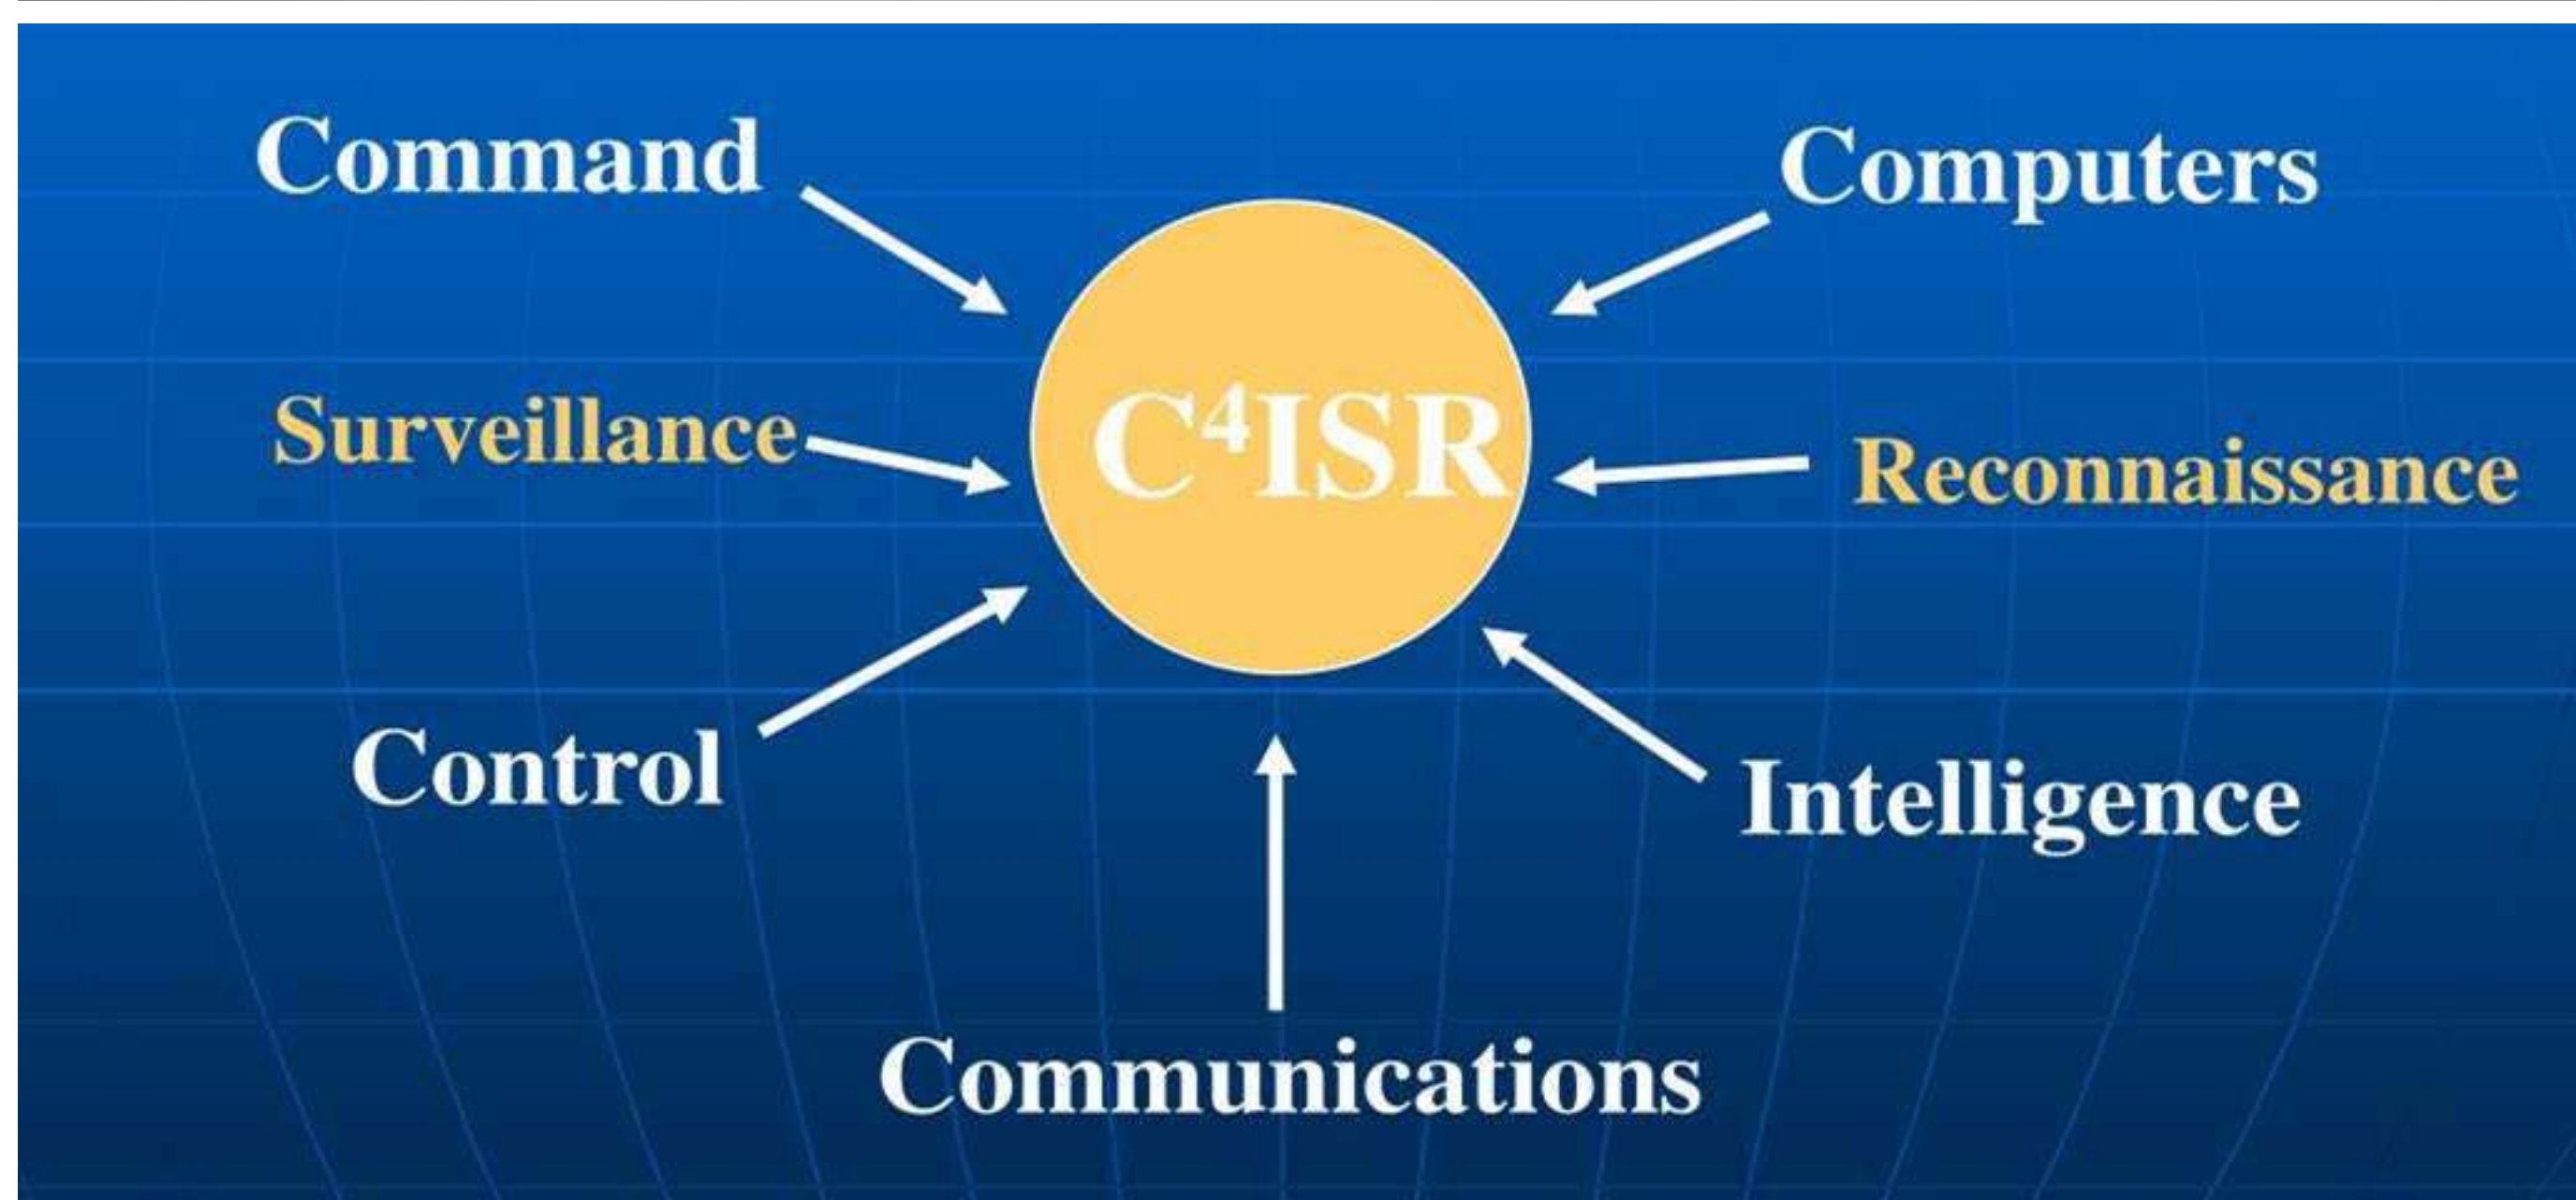 Command
Computers
C⁴ISR
Surveillance
Reconnaissance
Control
Intelligence
Communications